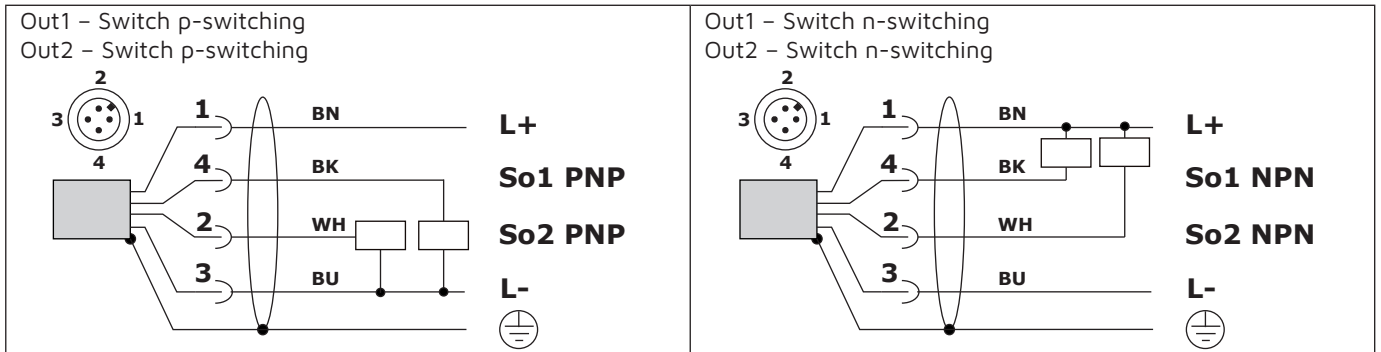 Out1 – Switch p-switching
Out2 – Switch p-switching
2
3 1
4
1 BN L+
4 BK So1 PNP
2 WH So2 PNP
3 BU L-
Out1 – Switch n-switching
Out2 – Switch n-switching
2
3 1
4
1 BN L+
4 BK So1 NPN
2 WH So2 NPN
3 BU L-